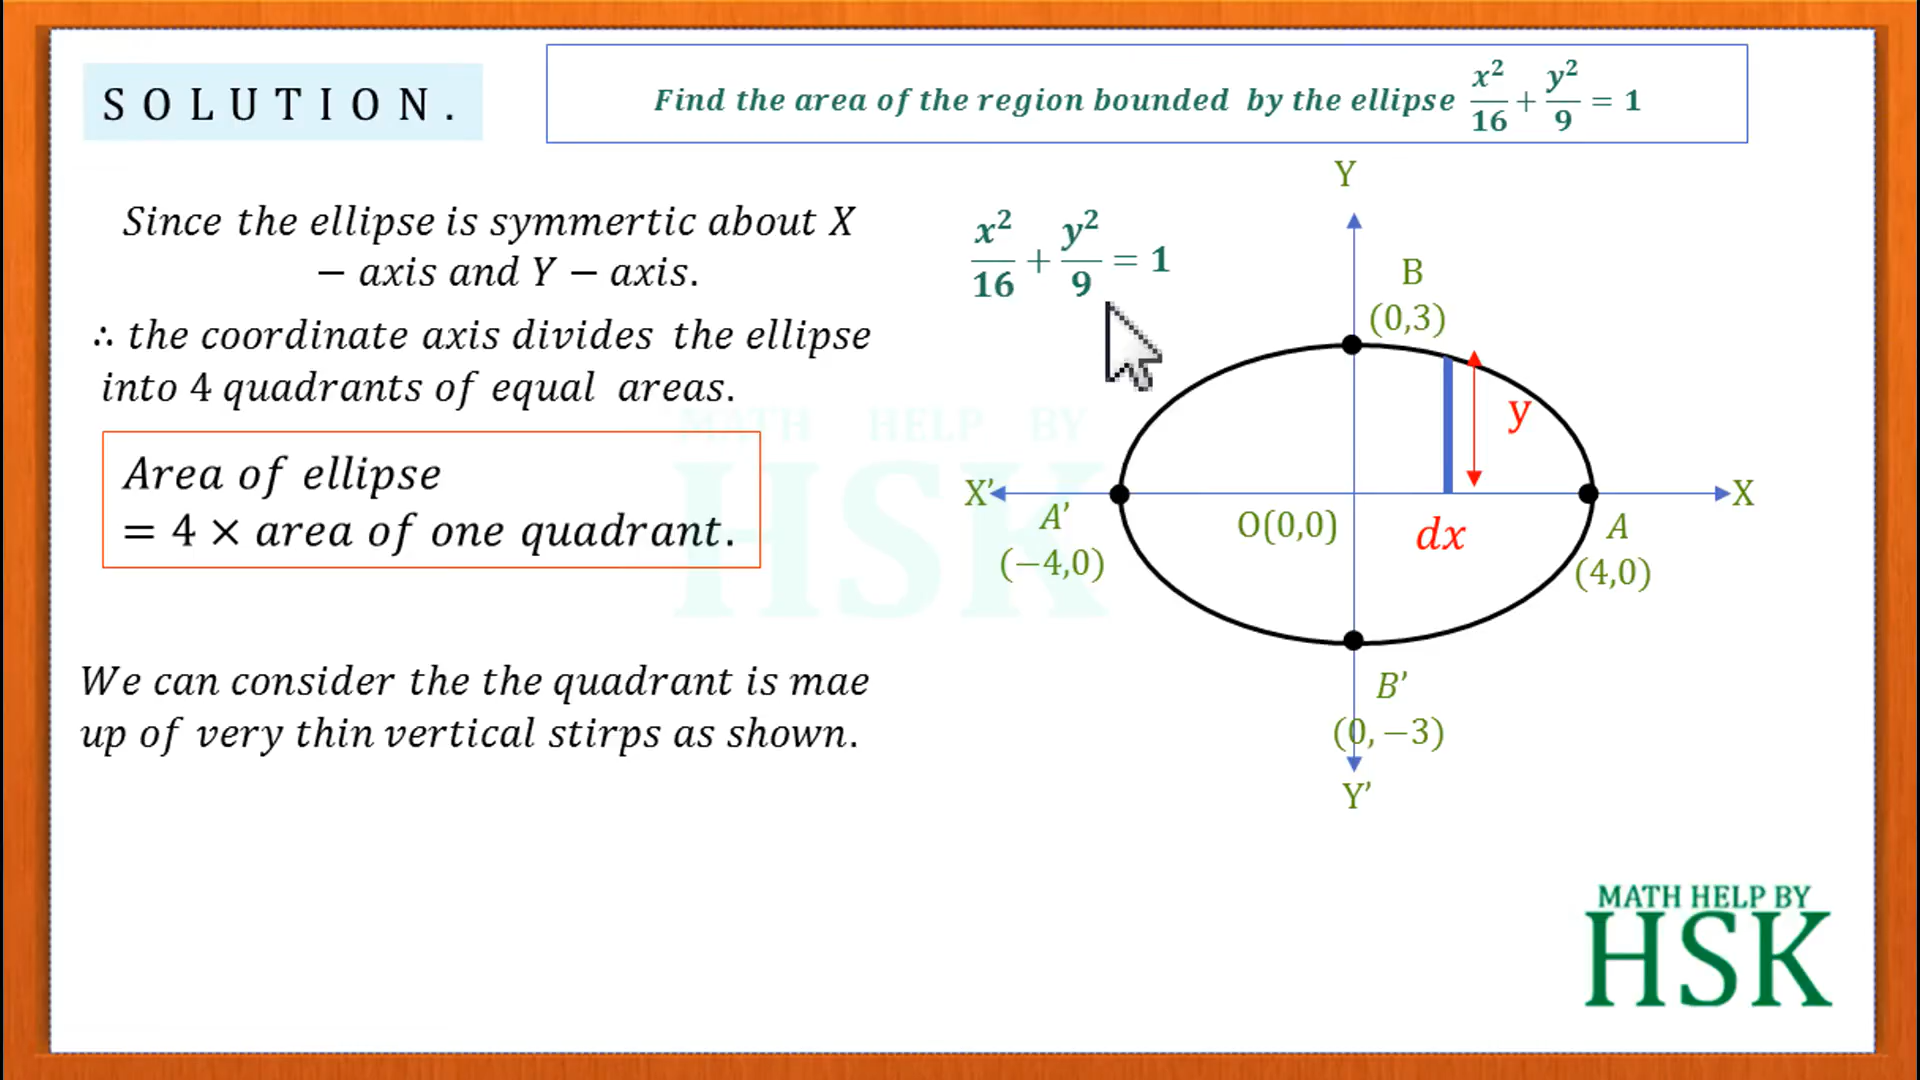 SOLUTION.
Find the area of the region bounded by the ellipse x²/16 + y²/9 = 1
Since the ellipse is symmertic about X
− axis and Y − axis.
∴ the coordinate axis divides the ellipse
into 4 quadrants of equal areas.
Area of ellipse
= 4 × area of one quadrant.
We can consider the the quadrant is mae
up of very thin vertical stirps as shown.
x²/16 + y²/9 = 1
Y
B
(0,3)
y
X'
X
A'
(−4,0)
O(0,0)
dx
A
(4,0)
B'
(0,−3)
Y'
MATH HELP BY
HSK
MATH HELP BY
HSK